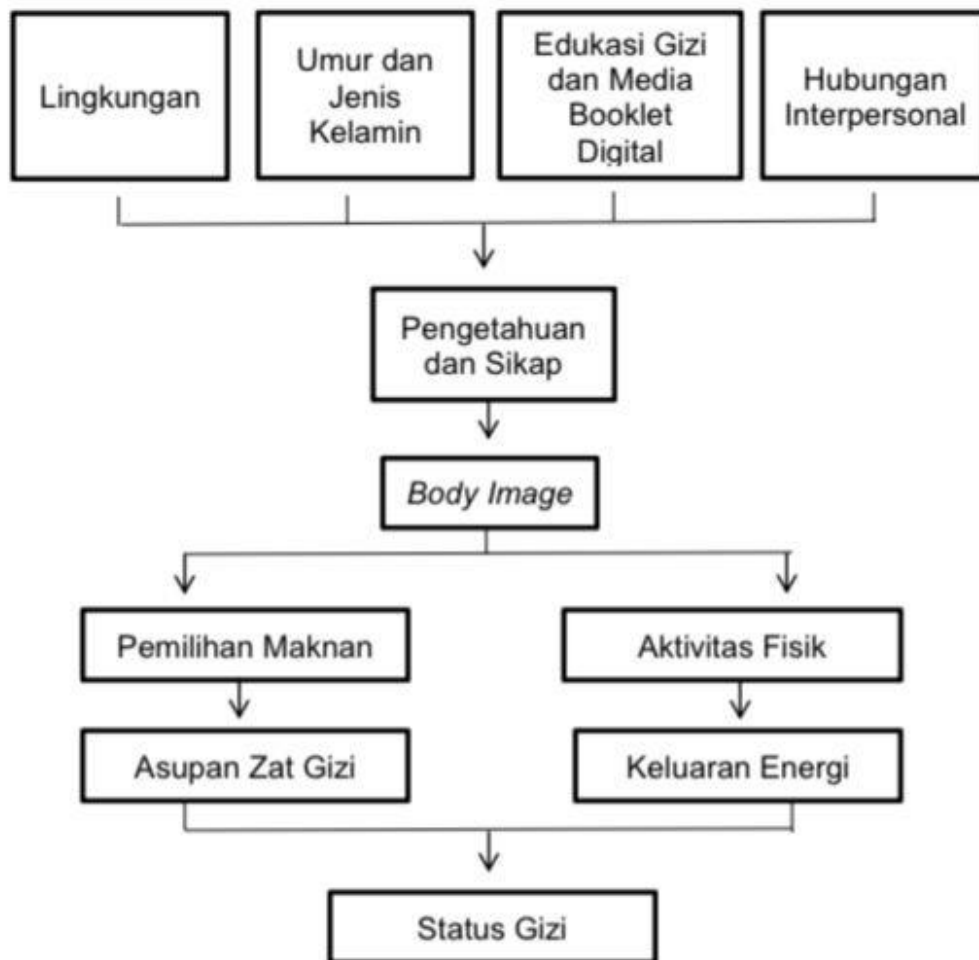 Lingkungan
Umur dan
Jenis
Kelamin
Edukasi Gizi
dan Media
Booklet
Digital
Hubungan
Interpersonal
Pengetahuan
dan Sikap
Body Image
Pemilihan Maknan
Aktivitas Fisik
Asupan Zat Gizi
Keluaran Energi
Status Gizi